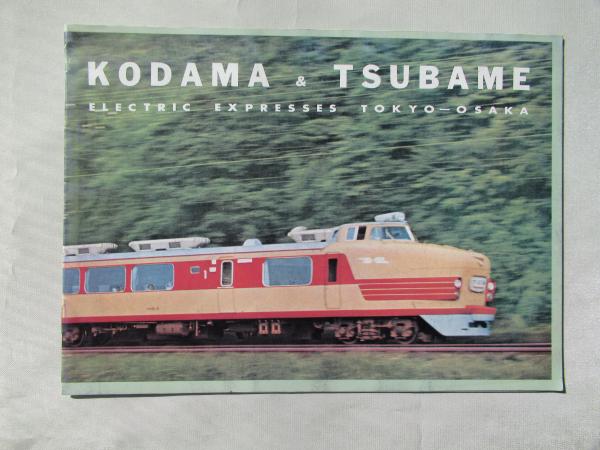 KODAMA & TSUBAME
ELECTRIC EXPRESSES TOKYO—OSAKA